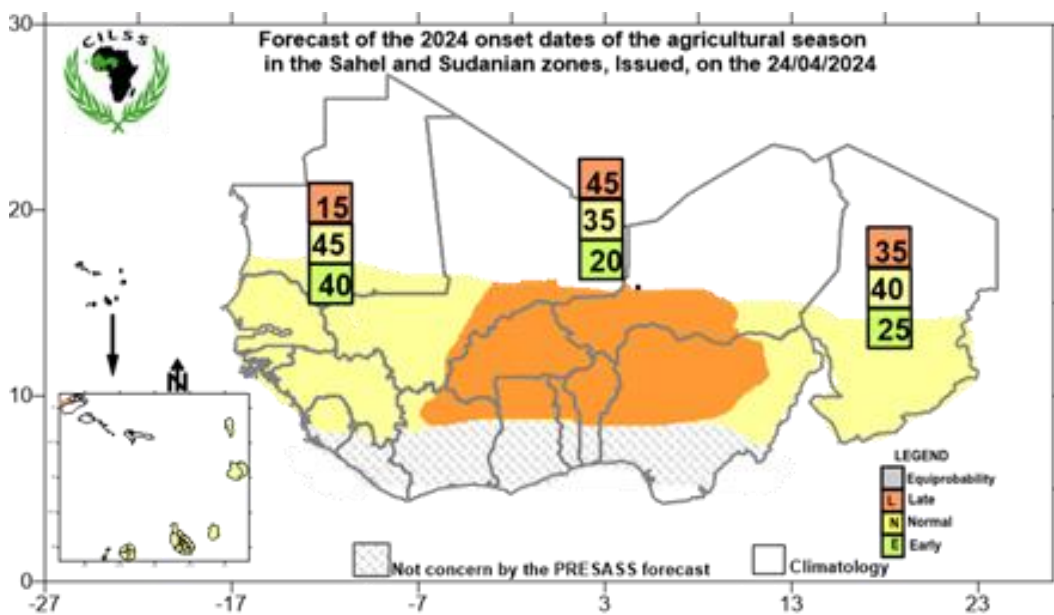 30
CILSS
Forecast of the 2024 onset dates of the agricultural season
in the Sahel and Sudanian zones, Issued, on the 24/04/2024
20
15
45
40
45
35
20
35
40
25
10
N
LEGEND
Equiprobability
L Late
N Normal
E Early
Not concern by the PRESASS forecast
Climatology
0
-27 -17 -7 3 13 23